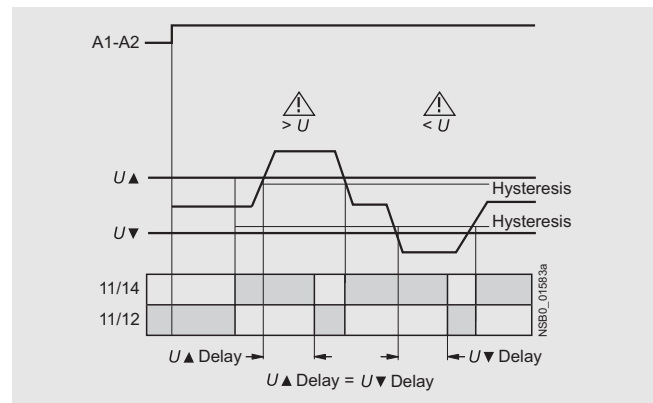 A1-A2
> U
< U
U▲
Hysteresis
Hysteresis
U▼
11/14
11/12
NSB0_01583a
U▲ Delay
U▼ Delay
U▲ Delay = U▼ Delay